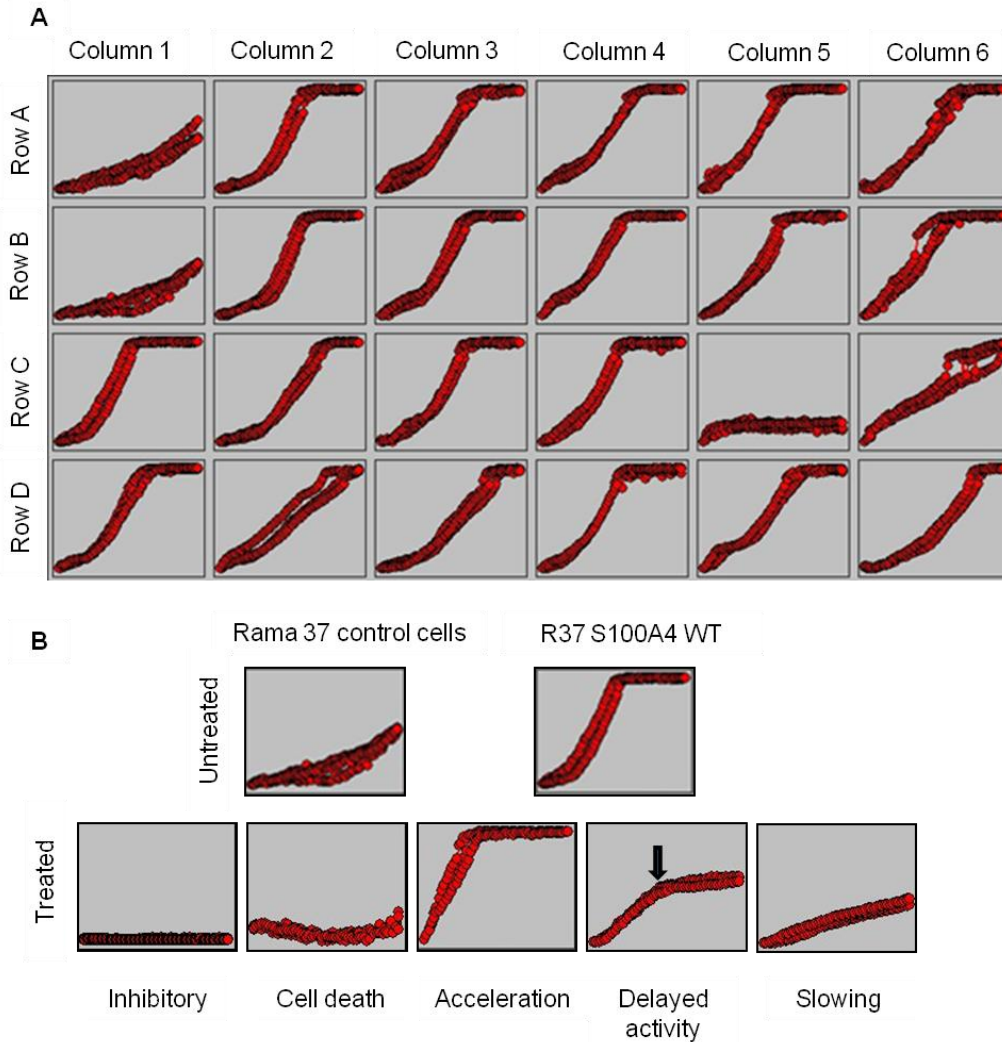 A
Column 1 Column 2 Column 3 Column 4 Column 5 Column 6
Row A
Row B
Row C
Row D
B
Rama 37 control cells R37 S100A4 WT
Untreated
Treated
Inhibitory Cell death Acceleration Delayed activity Slowing